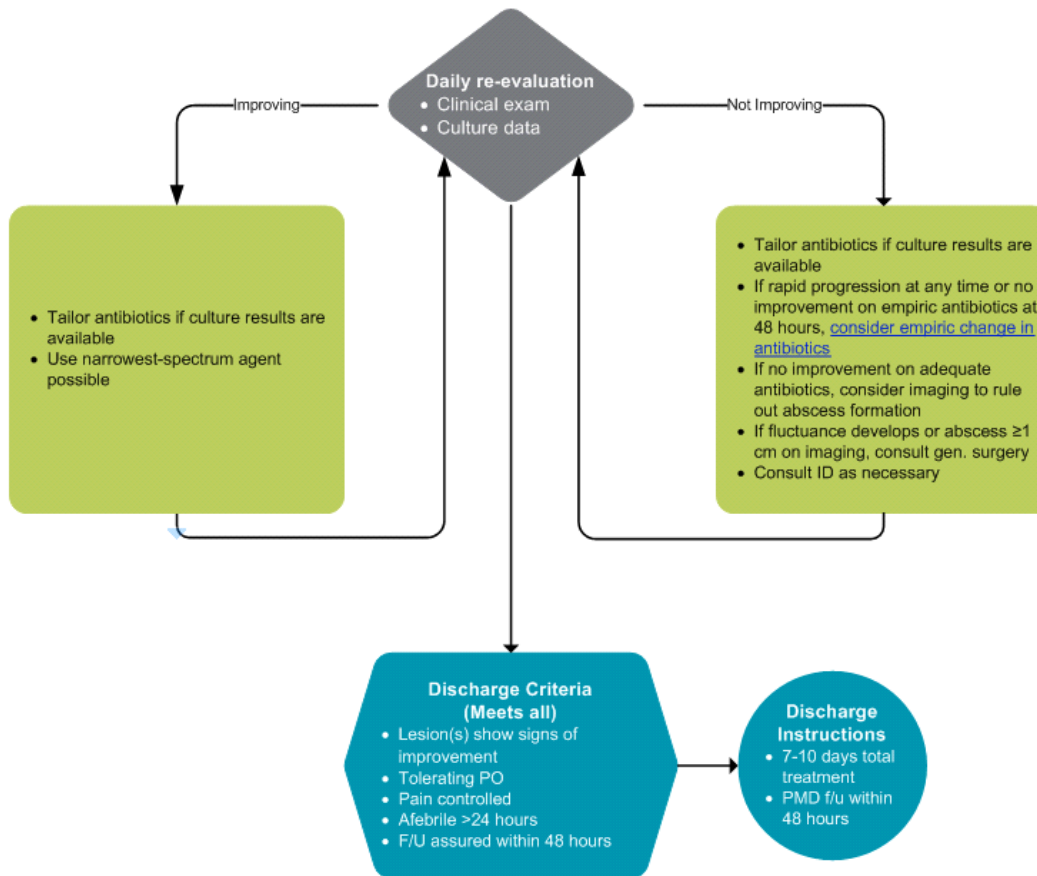 Daily re-evaluation
• Clinical exam
• Culture data
Improving
Not Improving
• Tailor antibiotics if culture results are
available
• Use narrowest-spectrum agent
possible
• Tailor antibiotics if culture results are
available
• If rapid progression at any time or no
improvement on empiric antibiotics at
48 hours, consider empiric change in
antibiotics
• If no improvement on adequate
antibiotics, consider imaging to rule
out abscess formation
• If fluctuance develops or abscess ≥1
cm on imaging, consult gen. surgery
• Consult ID as necessary
Discharge Criteria
(Meets all)
• Lesion(s) show signs of
improvement
• Tolerating PO
• Pain controlled
• Afebrile >24 hours
• F/U assured within 48 hours
Discharge
Instructions
• 7-10 days total
treatment
• PMD f/u within
48 hours